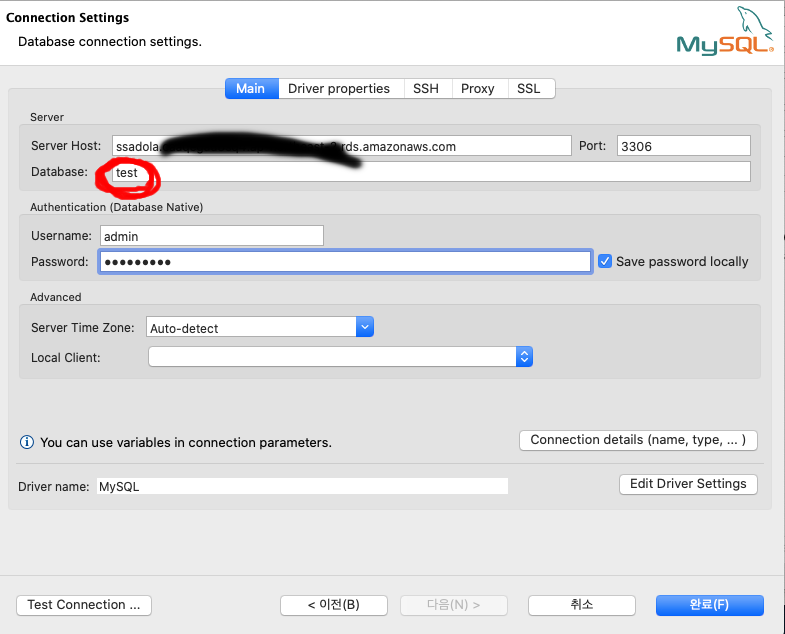 Connection Settings
Database connection settings.
MySQL®
Main Driver properties SSH Proxy SSL
Server
Server Host: ssadola. rds.amazonaws.com Port: 3306
Database: test
Authentication (Database Native)
Username: admin
Password: •••••••••
Save password locally
Advanced
Server Time Zone: Auto-detect
Local Client:
You can use variables in connection parameters.
Connection details (name, type, ... )
Driver name: MySQL
Edit Driver Settings
Test Connection ... < 이전(B) 다음(N) > 취소 완료(F)